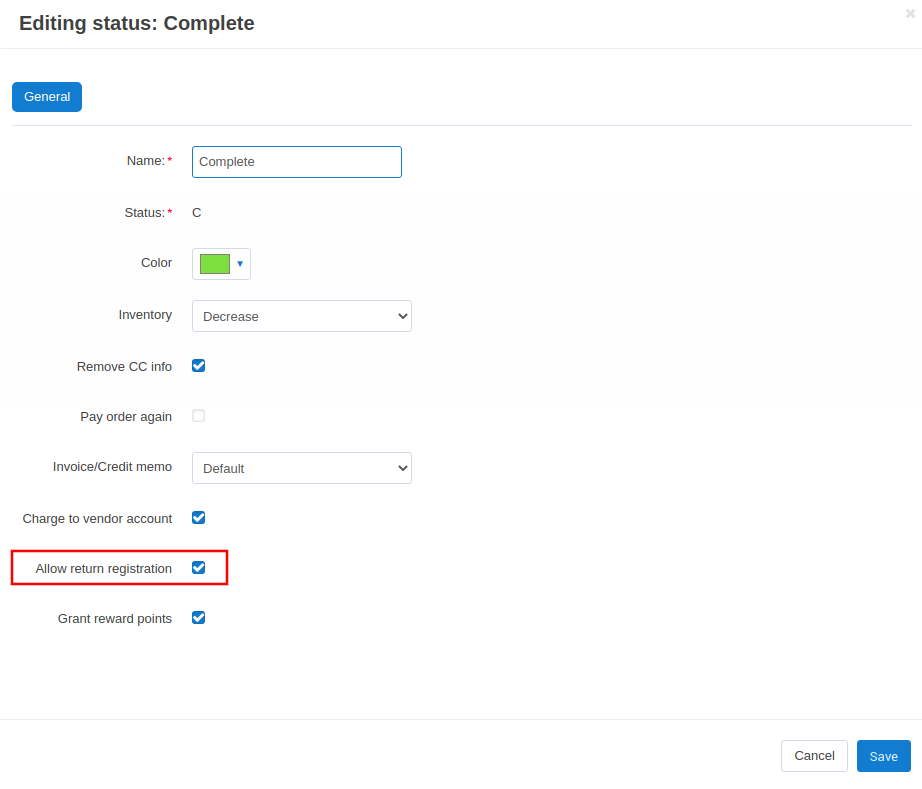 Editing status: Complete
General
Name:* Complete
Status:* C
Color
Inventory Decrease
Remove CC info
Pay order again
Invoice/Credit memo Default
Charge to vendor account
Allow return registration
Grant reward points
Cancel Save